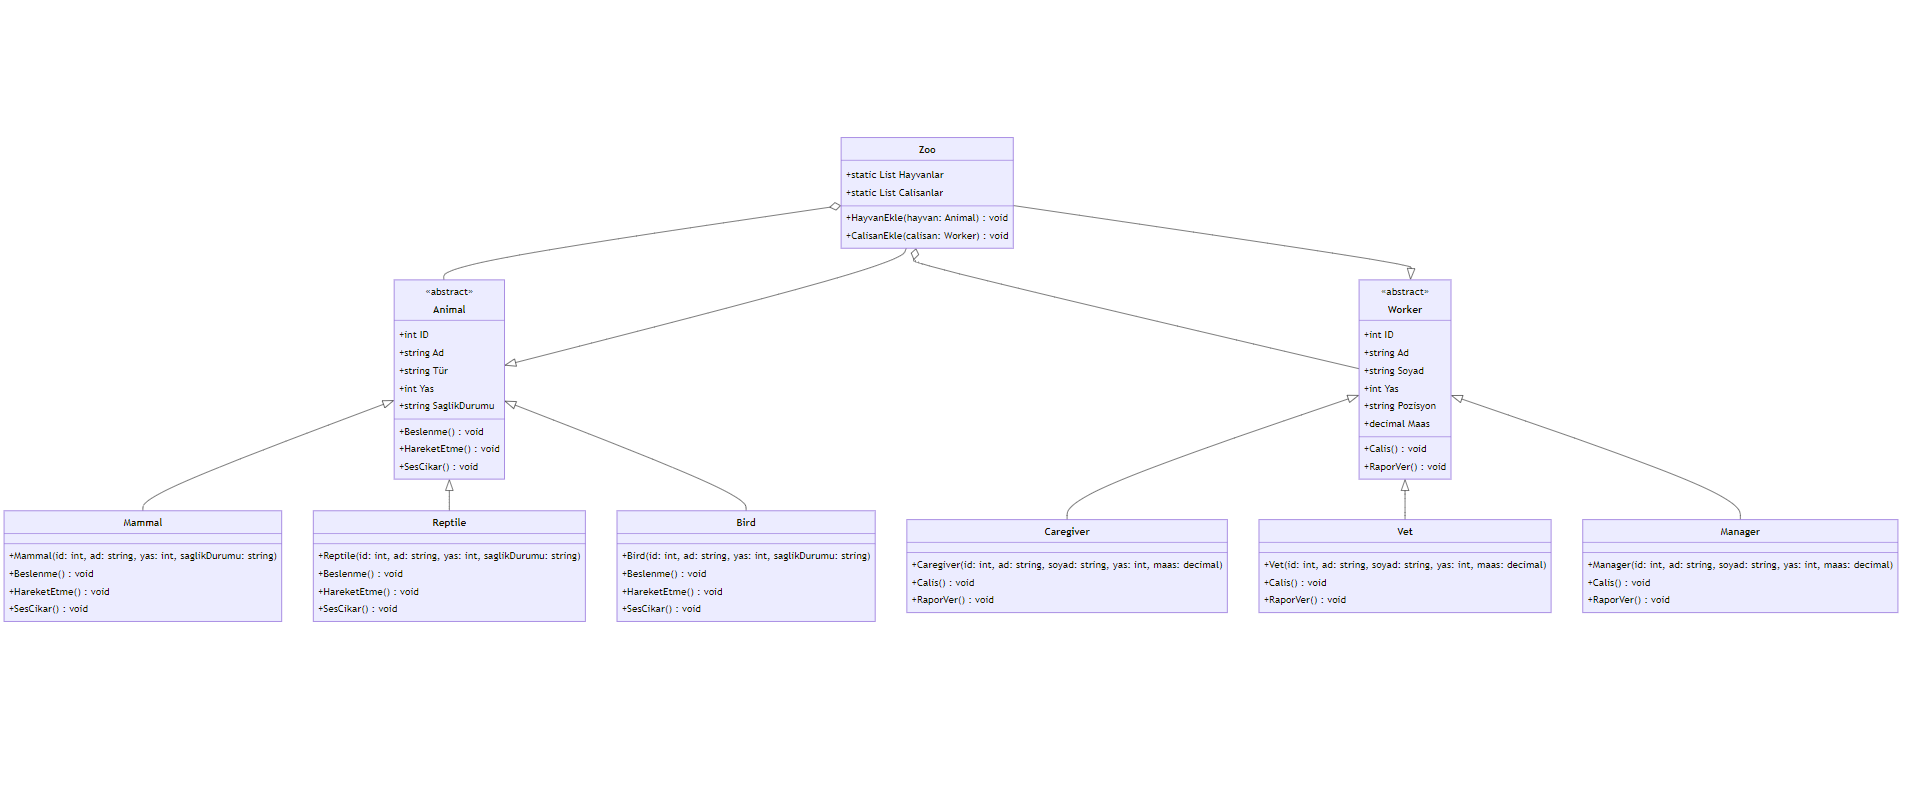 Zoo
+static List Hayvanlar
+static List Calisanlar
+HayvanEkle(hayvan: Animal) : void
+CalisanEkle(calisan: Worker) : void
«abstract»
Animal
+int ID
+string Ad
+string Tür
+int Yas
+string SaglikDurumu
+Beslenme() : void
+HareketEtme() : void
+SesCikar() : void
«abstract»
Worker
+int ID
+string Ad
+string Soyad
+int Yas
+string Pozisyon
+decimal Maas
+Calis() : void
+RaporVer() : void
Mammal
+Mammal(id: int, ad: string, yas: int, saglikDurumu: string)
+Beslenme() : void
+HareketEtme() : void
+SesCikar() : void
Reptile
+Reptile(id: int, ad: string, yas: int, saglikDurumu: string)
+Beslenme() : void
+HareketEtme() : void
+SesCikar() : void
Bird
+Bird(id: int, ad: string, yas: int, saglikDurumu: string)
+Beslenme() : void
+HareketEtme() : void
+SesCikar() : void
Caregiver
+Caregiver(id: int, ad: string, soyad: string, yas: int, maas: decimal)
+Calis() : void
+RaporVer() : void
Vet
+Vet(id: int, ad: string, soyad: string, yas: int, maas: decimal)
+Calis() : void
+RaporVer() : void
Manager
+Manager(id: int, ad: string, soyad: string, yas: int, maas: decimal)
+Calis() : void
+RaporVer() : void